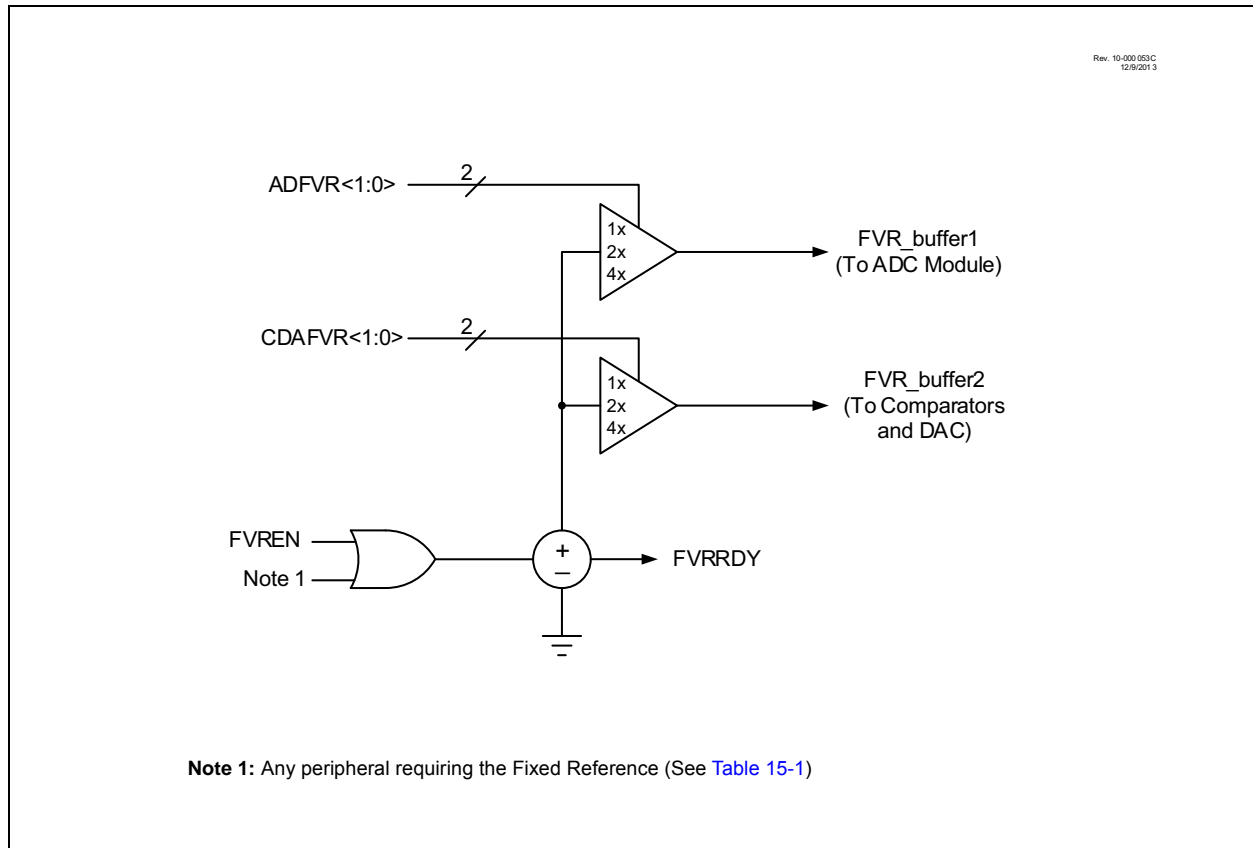 Rev. 10-000 053C
12/9/201 3
ADFVR<1:0>
2
1x
2x
4x
FVR_buffer1
(To ADC Module)
CDAFVR<1:0>
2
1x
2x
4x
FVR_buffer2
(To Comparators
and DAC)
FVREN
Note 1
+
_
FVRRDY
Note 1: Any peripheral requiring the Fixed Reference (See Table 15-1)